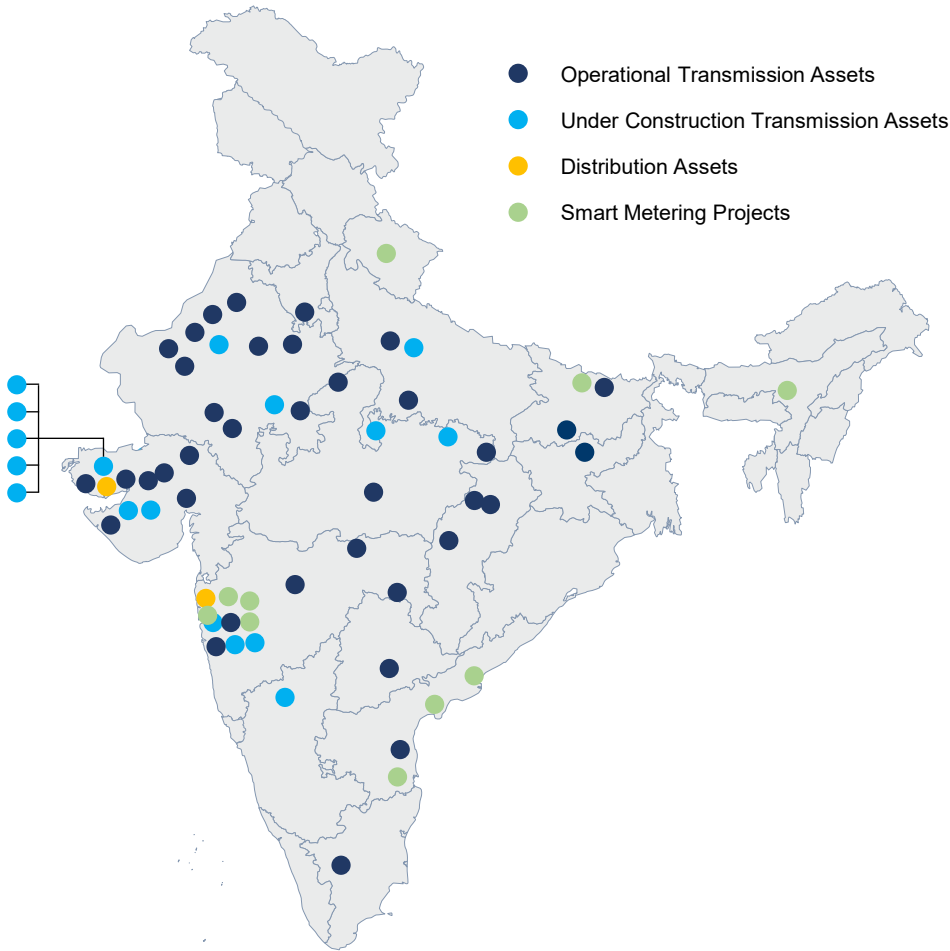 Operational Transmission Assets
Under Construction Transmission Assets
Distribution Assets
Smart Metering Projects